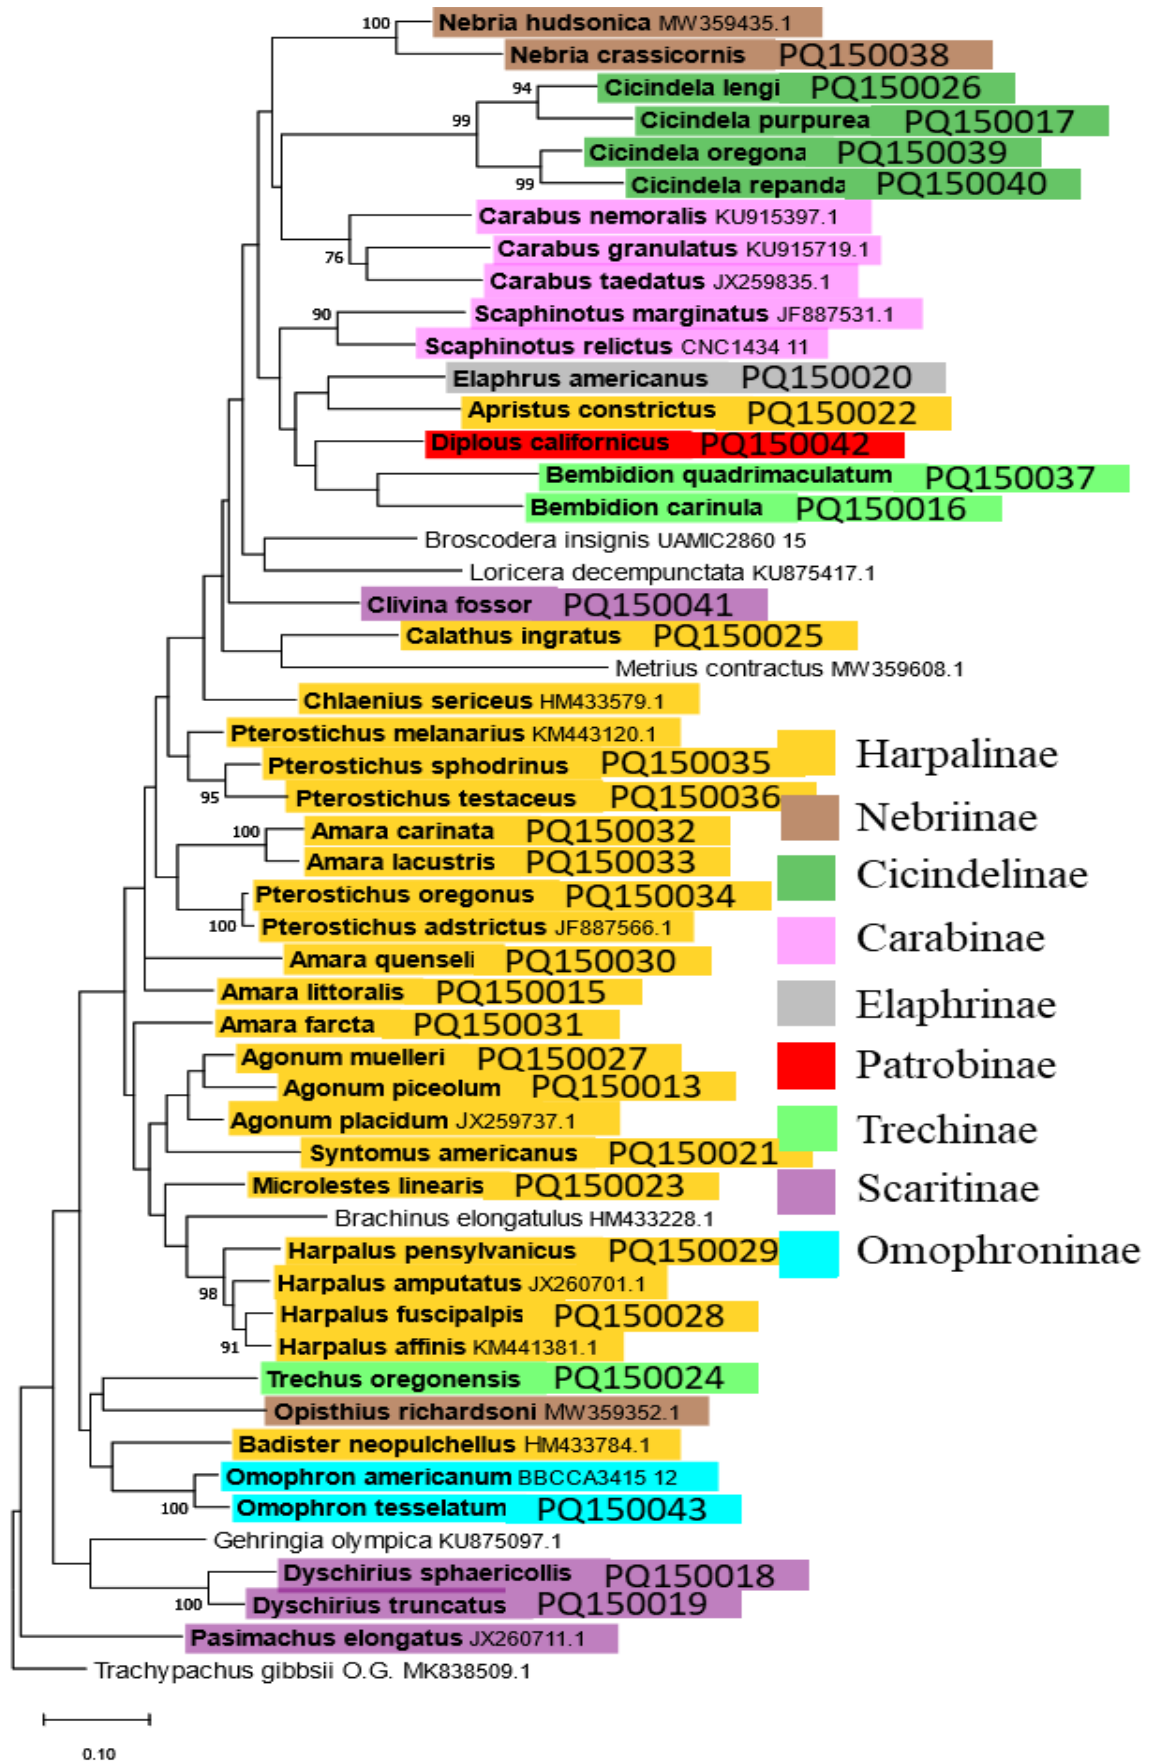 100
Nebria hudsonica MW359435.1
Nebria crassicornis PQ150038
94
Cicindela lengi PQ150026
99
Cicindela purpurea PQ150017
Cicindela oregona PQ150039
99
Cicindela repanda PQ150040
Carabus nemoralis KU915397.1
76
Carabus granulatus KU915719.1
Carabus taedatus JX259835.1
90
Scaphinotus marginatus JF887531.1
Scaphinotus relictus CNC1434 11
Elaphrus americanus PQ150020
Apristus constrictus PQ150022
Diplous californicus PQ150042
Bembidion quadrimaculatum PQ150037
Bembidion carinula PQ150016
Broscodera insignis UAMIC2860 15
Loricera decempunctata KU875417.1
Clivina fossor PQ150041
Calathus ingratus PQ150025
Metrius contractus MW359608.1
Chlaenius sericeus HM433579.1
Pterostichus melanarius KM443120.1
Pterostichus sphodrinus PQ150035
95
Pterostichus testaceus PQ150036
100
Amara carinata PQ150032
Amara lacustris PQ150033
Pterostichus oregonus PQ150034
100
Pterostichus adstrictus JF887566.1
Amara quenseli PQ150030
Amara littoralis PQ150015
Amara farcta PQ150031
Agonum muelleri PQ150027
Agonum piceolum PQ150013
Agonum placidum JX259737.1
Syntomus americanus PQ150021
Microlestes linearis PQ150023
Brachinus elongatulus HM433228.1
Harpalus pensylvanicus PQ150029
98
Harpalus amputatus JX260701.1
Harpalus fuscipalpis PQ150028
91
Harpalus affinis KM441381.1
Trechus oregonensis PQ150024
Opisthius richardsoni MW359352.1
Badister neopulchellus HM433784.1
Omophron americanum BBCCA3415 12
100
Omophron tesselatum PQ150043
Gehringia olympica KU875097.1
Dyschirius sphaericollis PQ150018
100
Dyschirius truncatus PQ150019
Pasimachus elongatus JX260711.1
Trachypachus gibbsii O.G. MK838509.1
0.10
Harpalinae
Nebriinae
Cicindelinae
Carabinae
Elaphrinae
Patrobinae
Trechinae
Scaritinae
Omophroninae